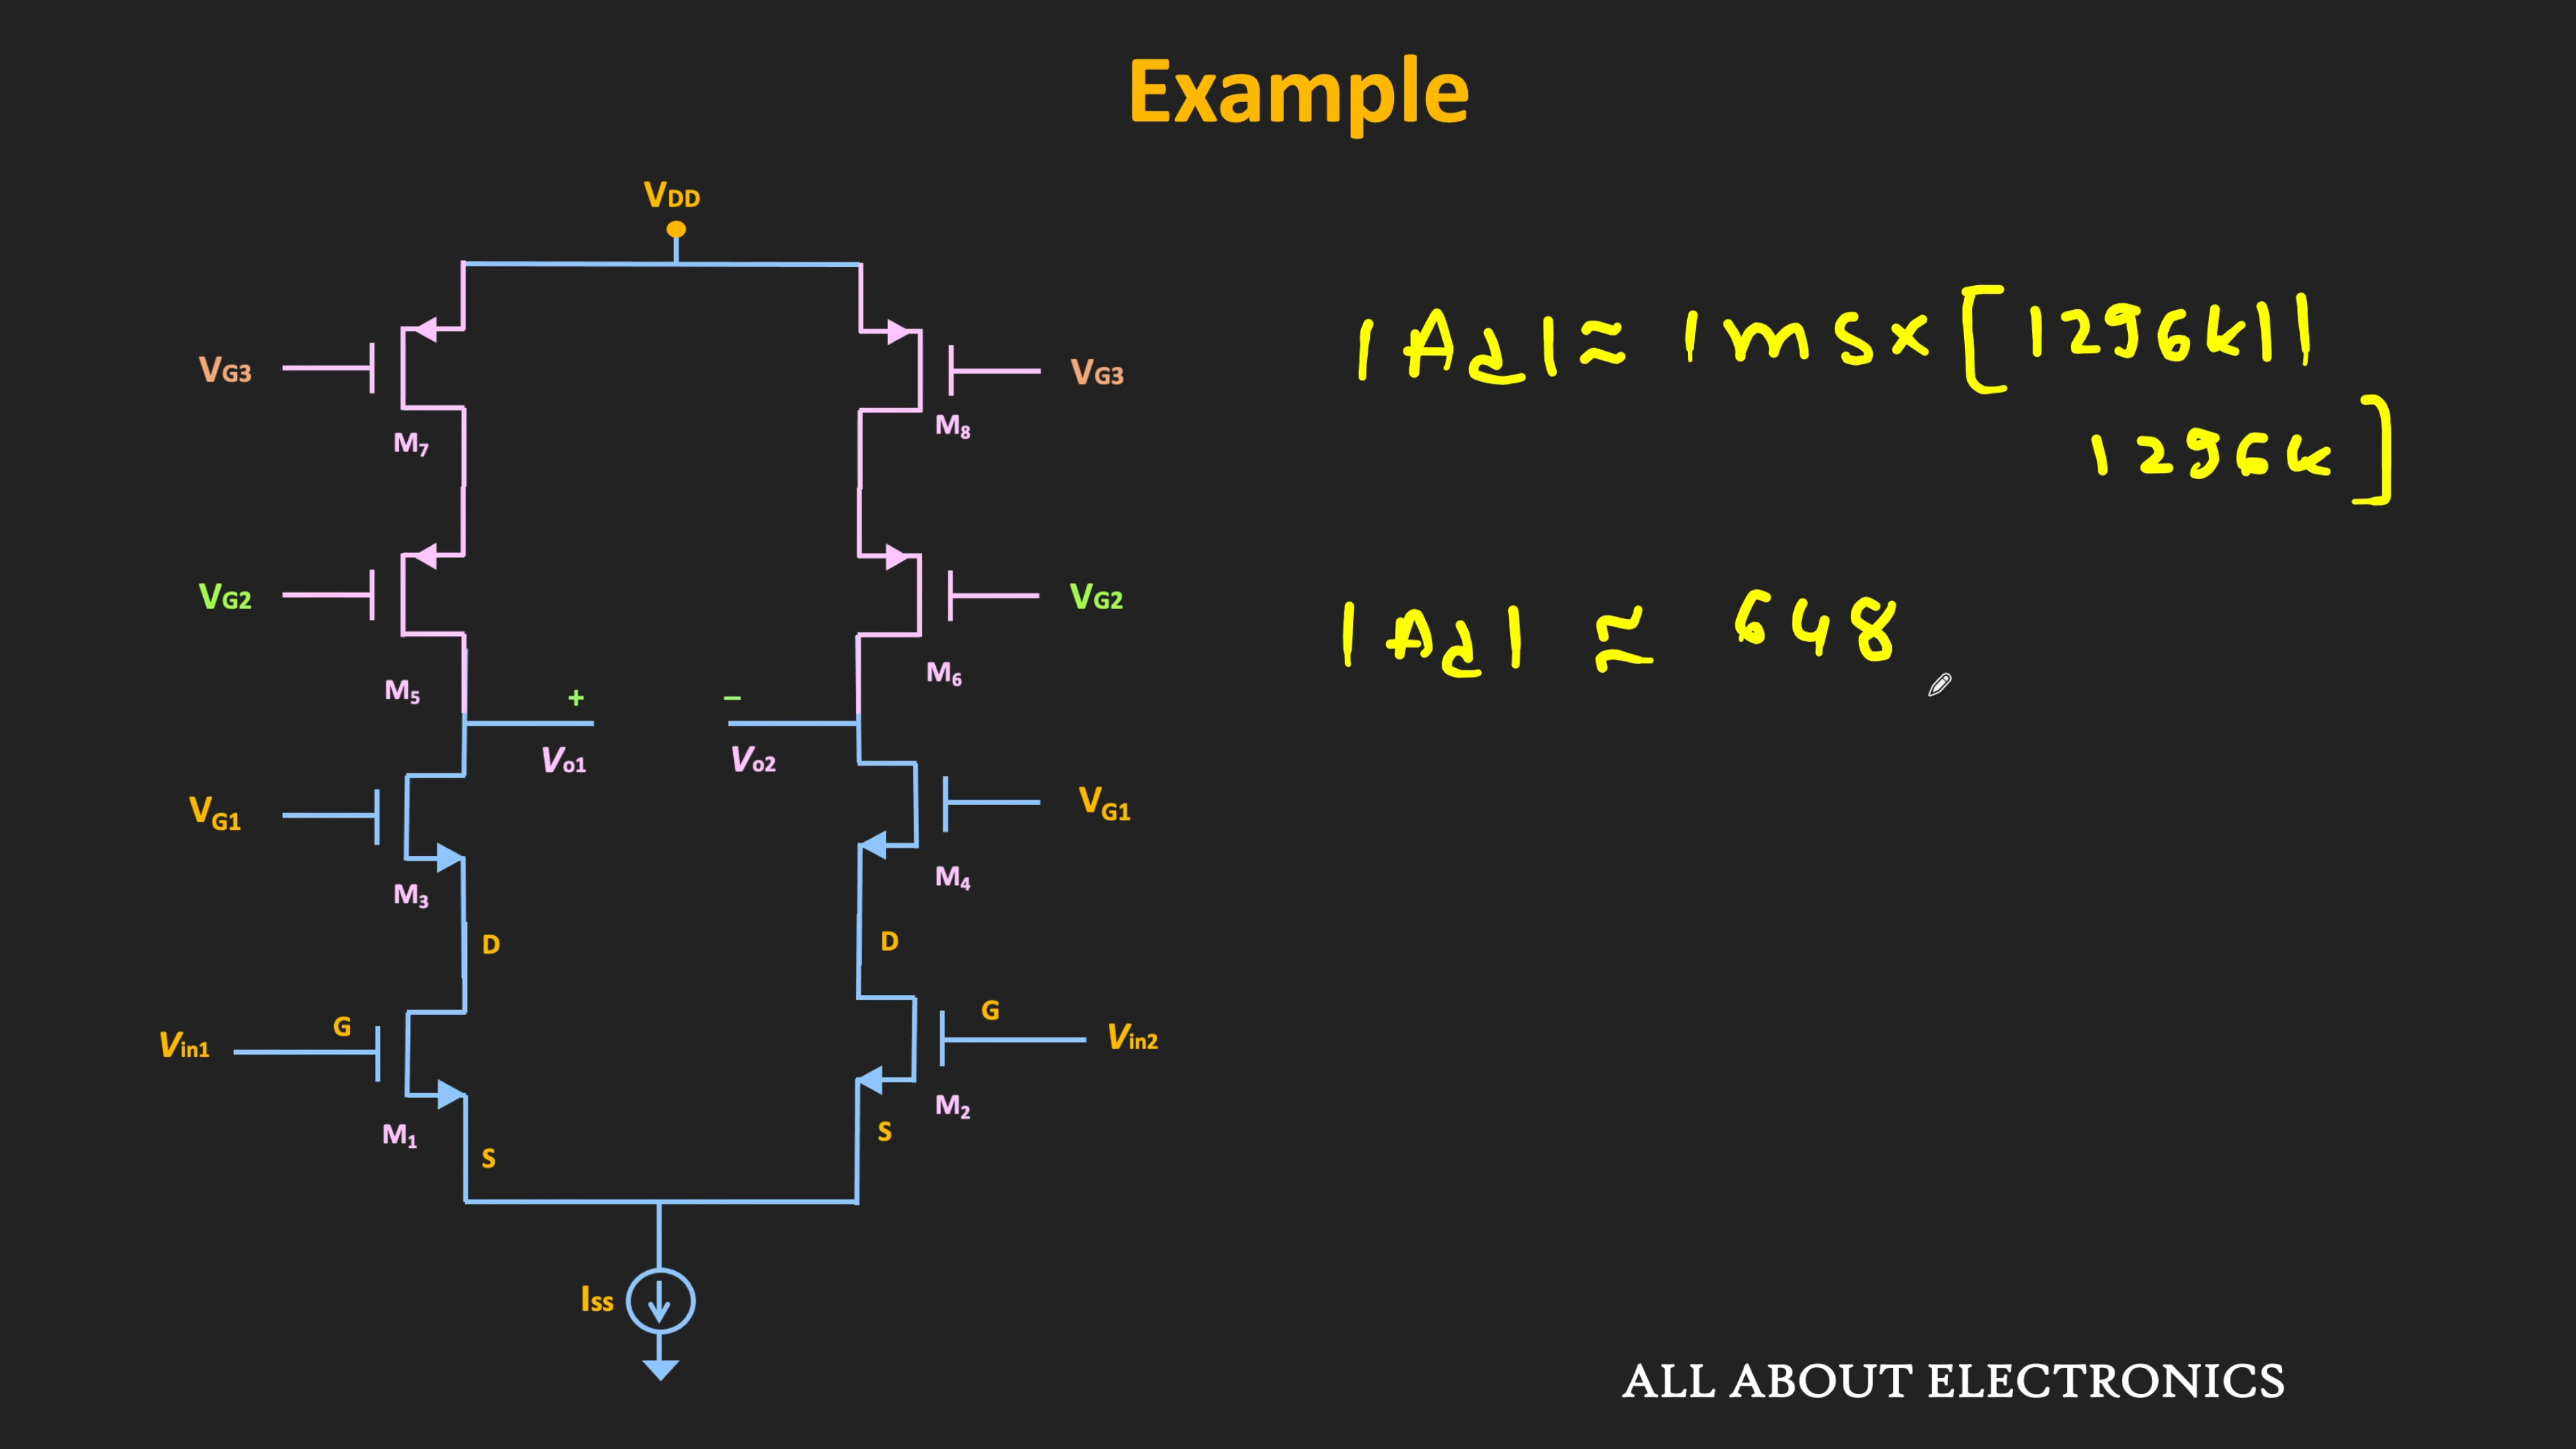 Example
VDD
VG3
VG3
M7
M8
|Ad| ≈ 1mS×[1296k||
1296k]
VG2
VG2
M5
M6
|Ad| ≅ 648
+
−
Vo1
Vo2
VG1
VG1
M3
M4
D
D
G
G
Vin1
Vin2
M1
M2
S
S
Iss
ALL ABOUT ELECTRONICS